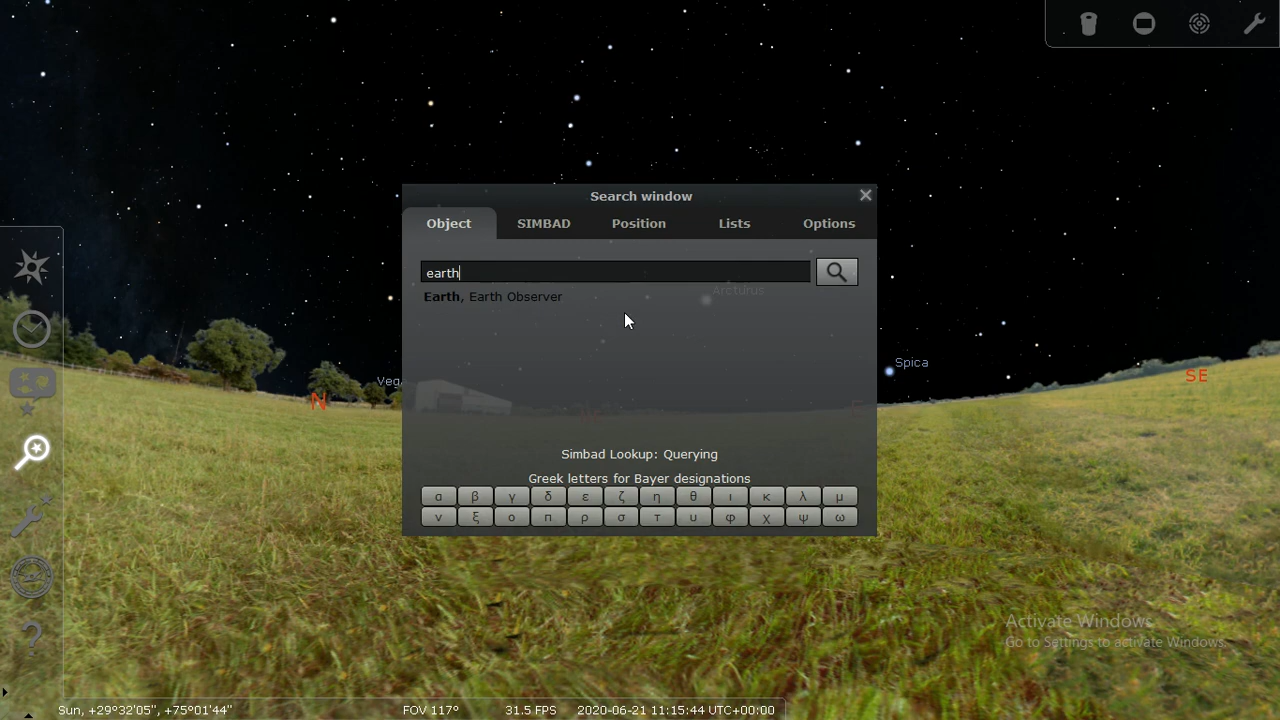 Search window
Object SIMBAD Position Lists Options
earth
Arcturus
Earth, Earth Observer
Spica
SE
Vega
N
Simbad Lookup: Querying
Greek letters for Bayer designations
α β γ δ ε ζ η θ ι κ λ μ
ν ξ ο π ρ σ τ υ φ χ ψ ω
Activate Windows
Go to Settings to activate Windows.
Sun, +29°32'05", +75°01'44" FOV 117° 31.5 FPS 2020-06-21 11:15:44 UTC+00:00